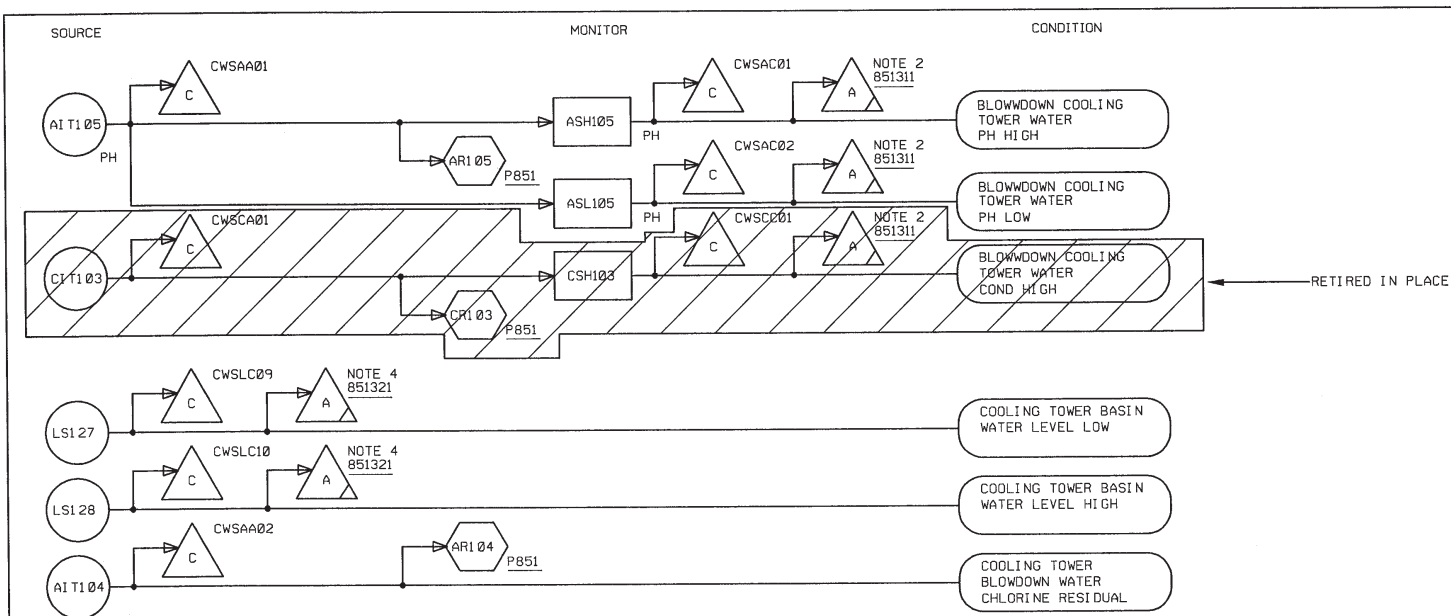 SOURCE
MONITOR
CONDITION
CWSAA01
C
AIT105
PH
AR105
P851
ASH105
PH
CWSAC01
C
NOTE 2
851311
A
BLOWWDOWN COOLING
TOWER WATER
PH HIGH
ASL105
PH
CWSAC02
C
NOTE 2
851311
A
BLOWWDOWN COOLING
TOWER WATER
PH LOW
CWSCA01
C
CIT103
CR103
P851
CSH103
CWSCC01
C
NOTE 2
851311
A
BLOWWDOWN COOLING
TOWER WATER
COND HIGH
RETIRED IN PLACE
CWSLC09
C
NOTE 4
851321
A
LS127
COOLING TOWER BASIN
WATER LEVEL LOW
CWSLC10
C
NOTE 4
851321
A
LS128
COOLING TOWER BASIN
WATER LEVEL HIGH
CWSAA02
C
AIT104
AR104
P851
COOLING TOWER
BLOWDOWN WATER
CHLORINE RESIDUAL